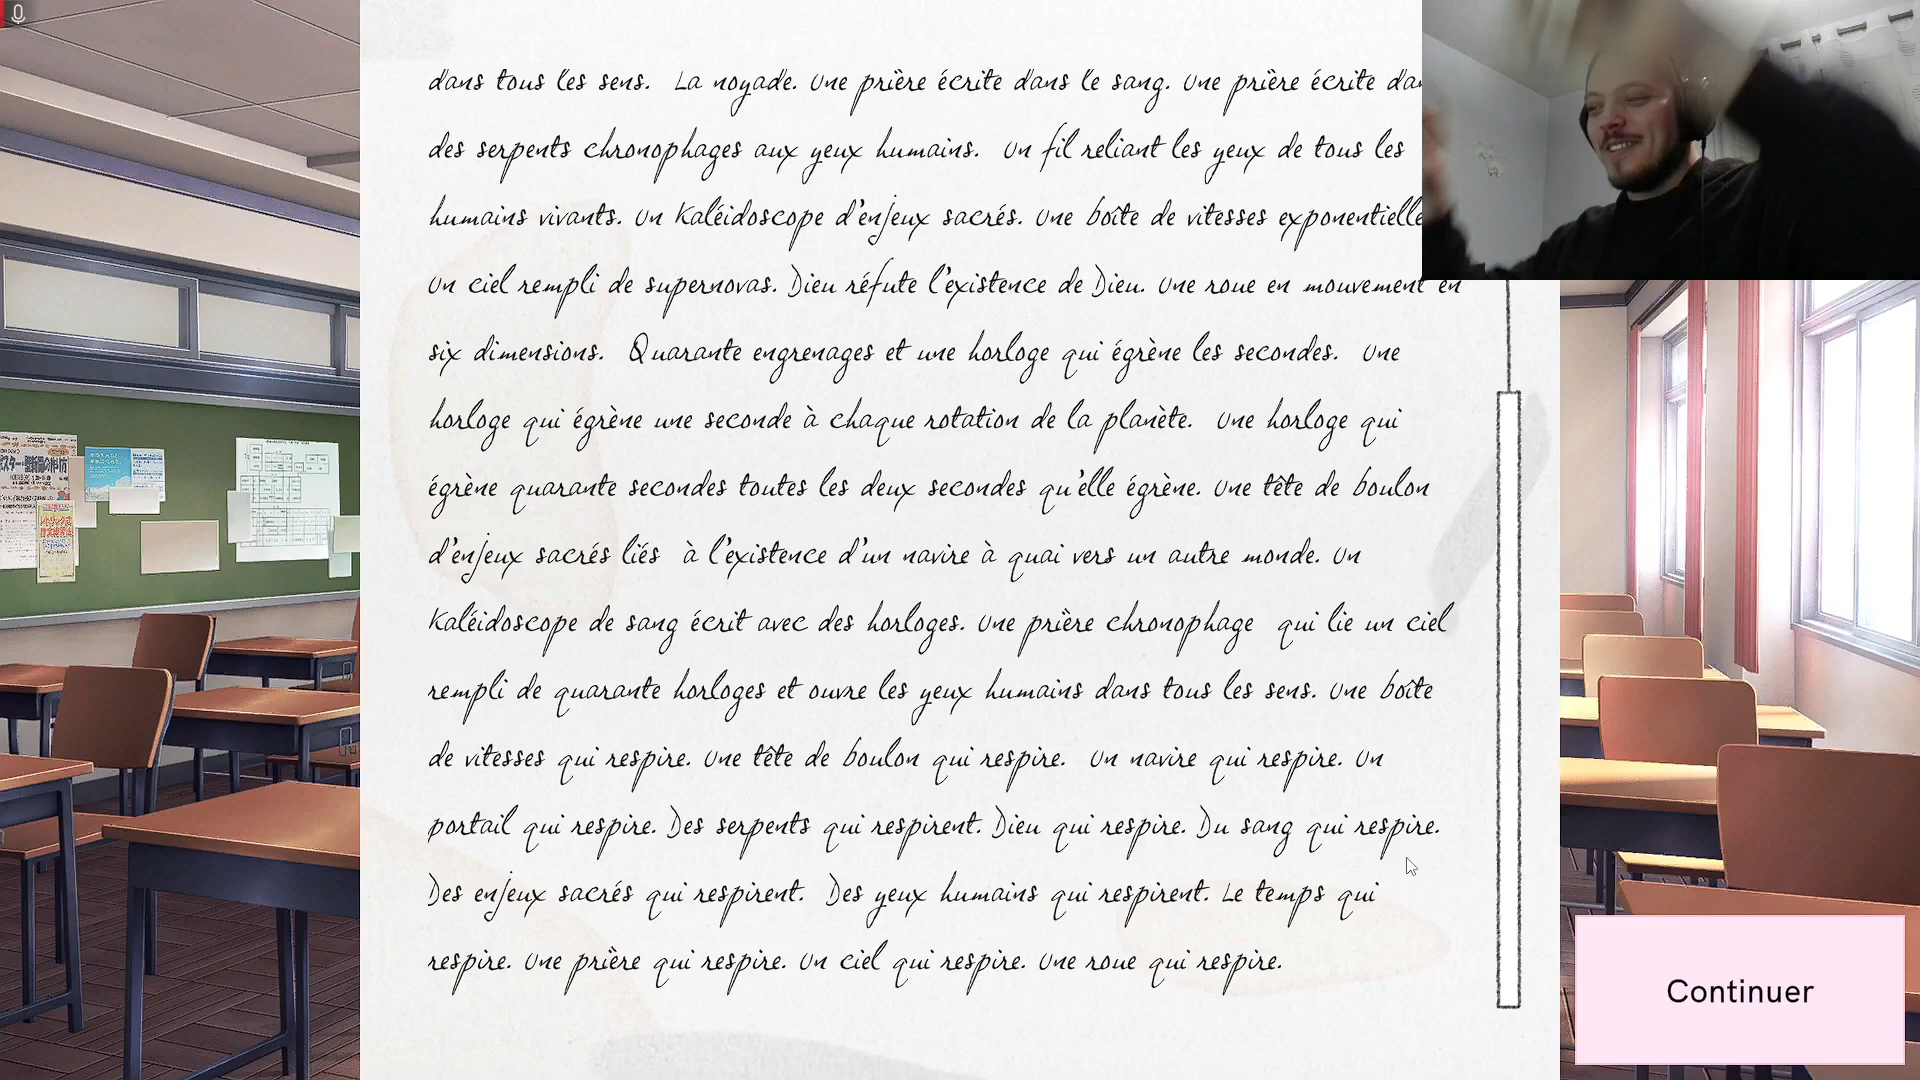 dans tous les sens. La noyade. Une prière écrite dans le sang. Une prière écrite
des serpents chronophages aux yeux humains. Un fil reliant les yeux de tous les
humains vivants. Un kaléidoscope d'enjeux sacrés. Une boîte de vitesses exponentielle
Un ciel rempli de supernovas. Dieu réfute l'existence de Dieu. Une roue en mouvement en
six dimensions. Quarante engrenages et une horloge qui égrène les secondes. Une
horloge qui égrène une seconde à chaque rotation de la planète. Une horloge qui
égrène quarante secondes toutes les deux secondes qu'elle égrène. Une tête de boulon
d'enjeux sacrés liés à l'existence d'un navire à quai vers un autre monde. Un
kaléidoscope de sang écrit avec des horloges. Une prière chronophage qui lie un ciel
rempli de quarante horloges et ouvre les yeux humains dans tous les sens. Une boîte
de vitesses qui respire. Une tête de boulon qui respire. Un navire qui respire. Un
portail qui respire. Des serpents qui respirent. Dieu qui respire. Du sang qui respire.
Des enjeux sacrés qui respirent. Des yeux humains qui respirent. Le temps qui
respire. Une prière qui respire. Un ciel qui respire. Une roue qui respire.
Continuer